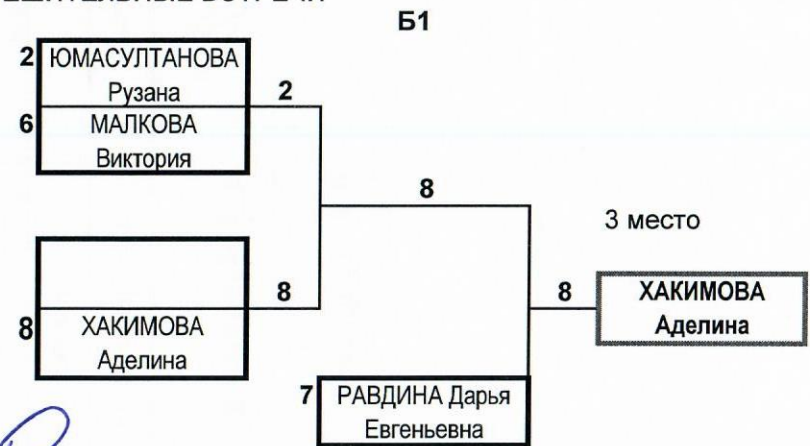 Б1
2 ЮМАСУЛТАНОВА
Рузана
2
6 МАЛКОВА
Виктория
8
3 место
8
8
ХАКИМОВА
Аделина
8 ХАКИМОВА
Аделина
7 РАВДИНА Дарья
Евгеньевна